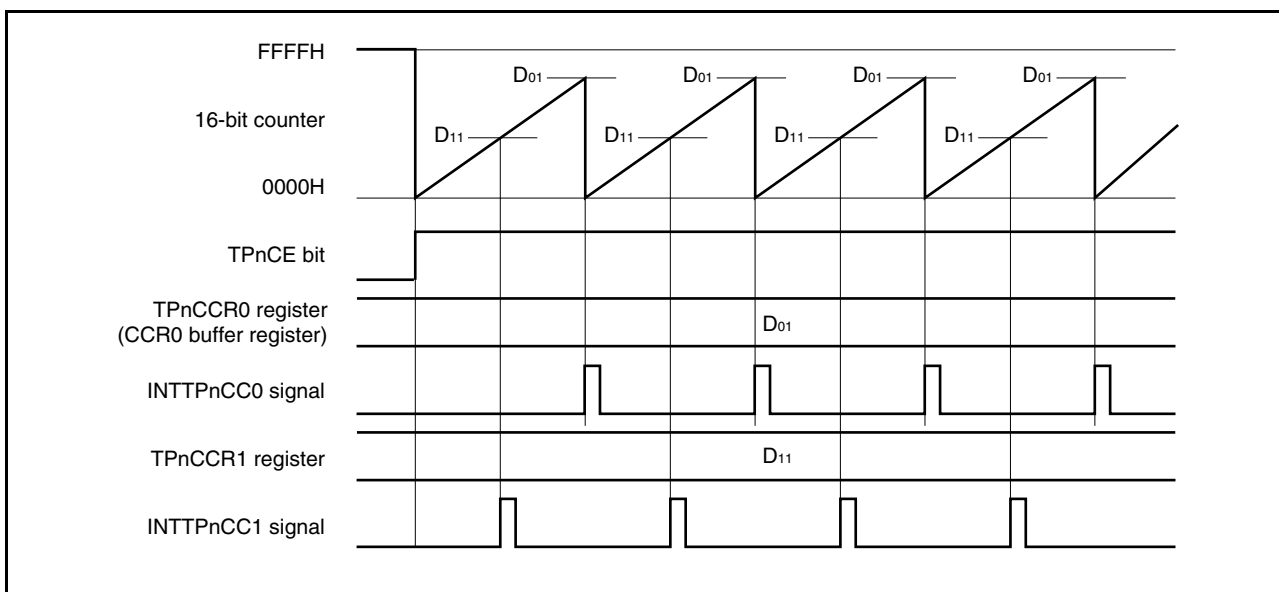 FFFFH
D01 D01 D01 D01
16-bit counter
D11 D11 D11 D11
0000H
TPnCE bit
TPnCCR0 register
(CCR0 buffer register)
D01
INTTPnCC0 signal
TPnCCR1 register
D11
INTTPnCC1 signal